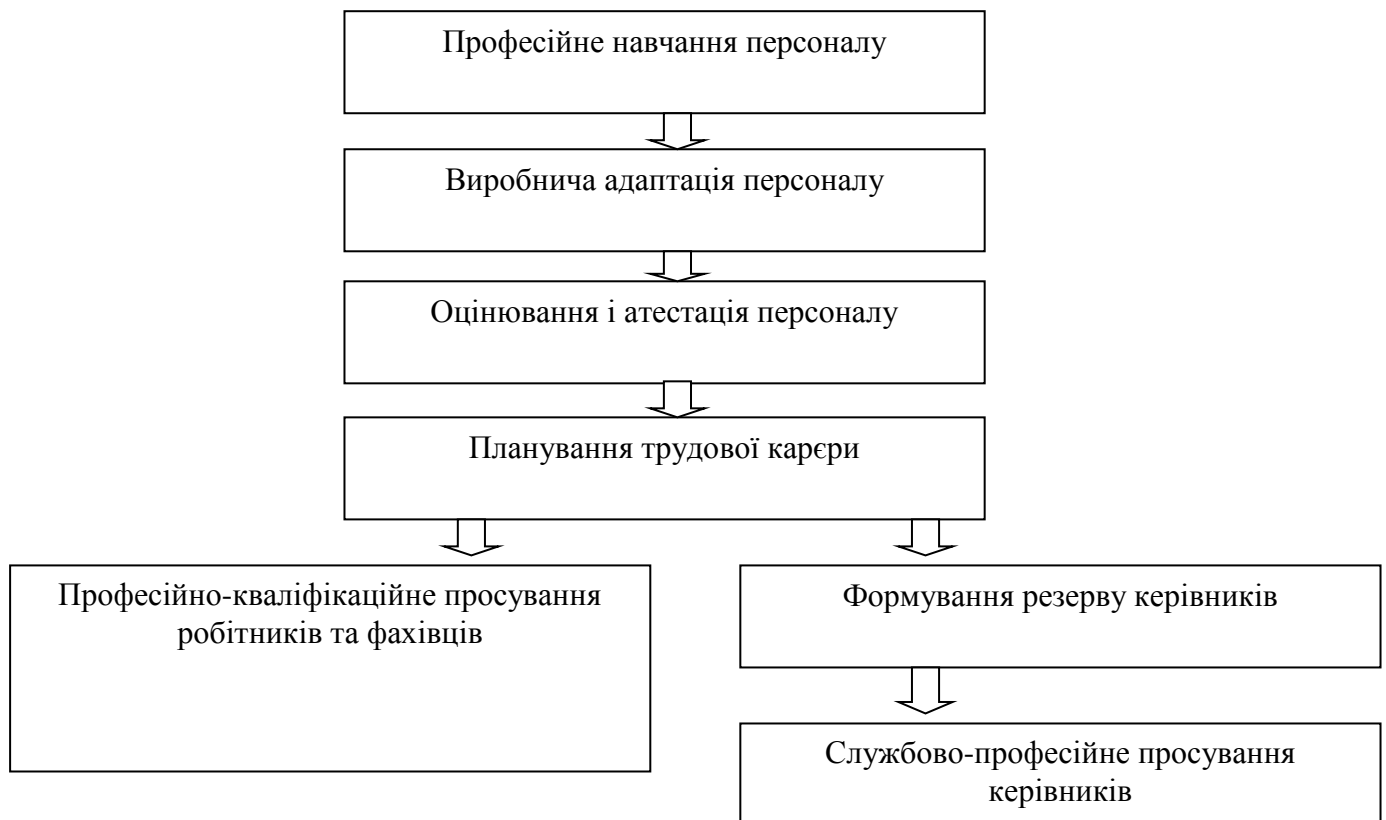 Професійне навчання персоналу
Виробнича адаптація персоналу
Оцінювання і атестація персоналу
Планування трудової карєри
Професійно-кваліфікаційне просування
робітників та фахівців
Формування резерву керівників
Службово-професійне просування
керівників